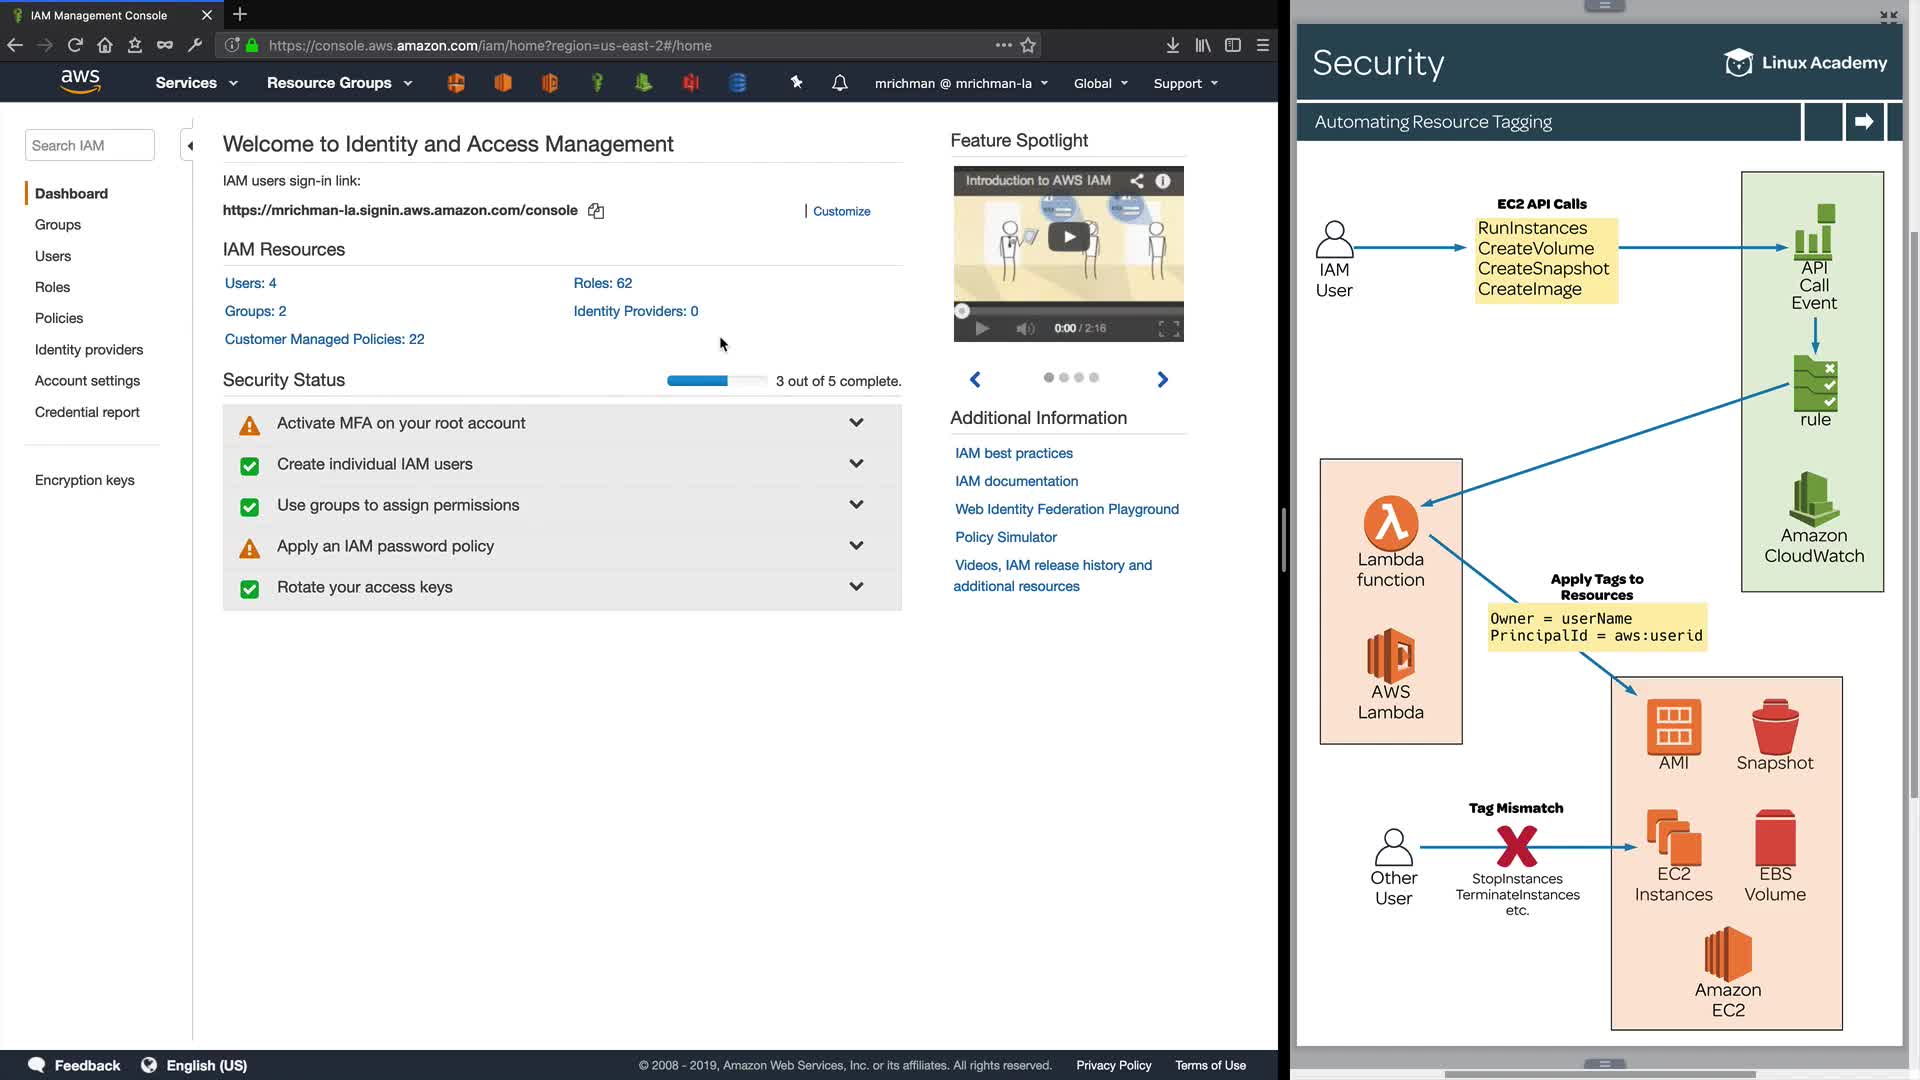 IAM Management Console
https://console.aws.amazon.com/iam/home?region=us-east-2#/home
aws
Services
Resource Groups
mrichman @ mrichman-la
Global
Support
Search IAM
Dashboard
Groups
Users
Roles
Policies
Identity providers
Account settings
Credential report
Encryption keys
Welcome to Identity and Access Management
IAM users sign-in link:
https://mrichman-la.signin.aws.amazon.com/console
Customize
IAM Resources
Users: 4
Roles: 62
Groups: 2
Identity Providers: 0
Customer Managed Policies: 22
Security Status
3 out of 5 complete.
Activate MFA on your root account
Create individual IAM users
Use groups to assign permissions
Apply an IAM password policy
Rotate your access keys
Feature Spotlight
Introduction to AWS IAM
0:00 / 2:16
Additional Information
IAM best practices
IAM documentation
Web Identity Federation Playground
Policy Simulator
Videos, IAM release history and
additional resources
Feedback
English (US)
© 2008 - 2019, Amazon Web Services, Inc. or its affiliates. All rights reserved.
Privacy Policy
Terms of Use
Security
Linux Academy
Automating Resource Tagging
IAM
User
EC2 API Calls
RunInstances
CreateVolume
CreateSnapshot
CreateImage
API
Call
Event
rule
Amazon
CloudWatch
Lambda
function
AWS
Lambda
Apply Tags to
Resources
Owner = userName
PrincipalId = aws:userid
AMI
Snapshot
Tag Mismatch
Other
User
StopInstances
TerminateInstances
etc.
EC2
Instances
EBS
Volume
Amazon
EC2